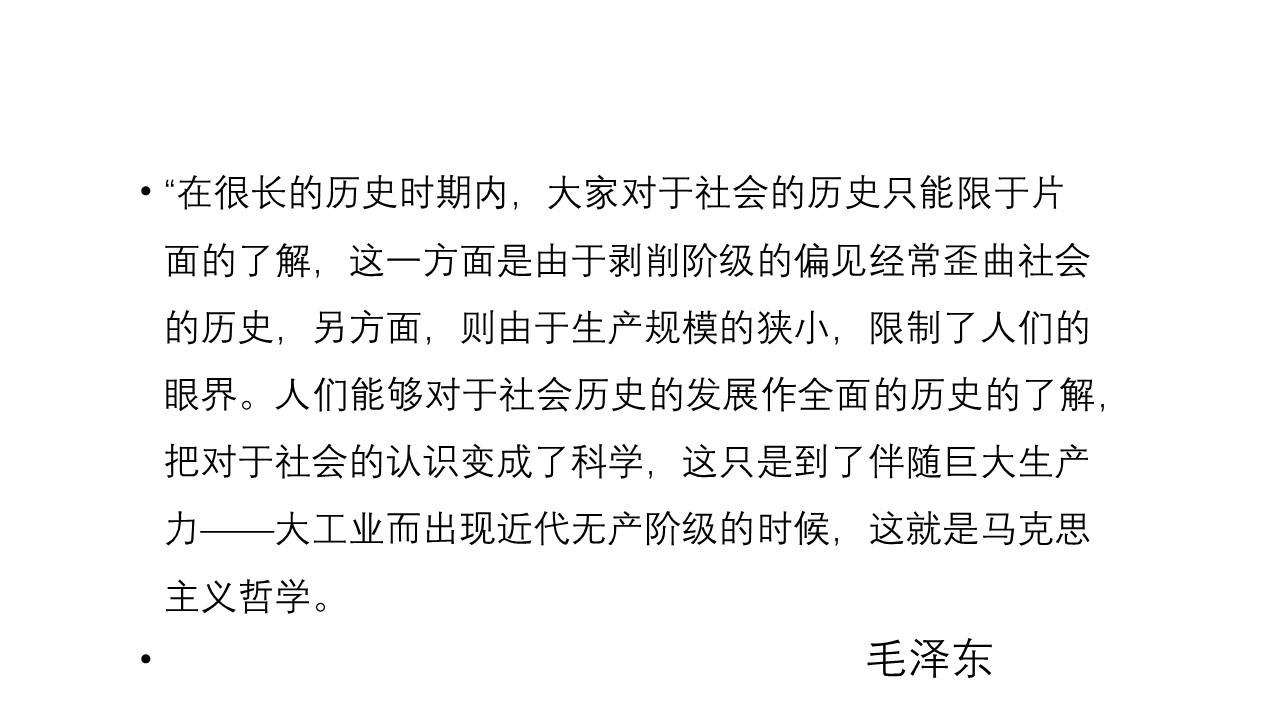 • “在很长的历史时期内，大家对于社会的历史只能限于片
面的了解，这一方面是由于剥削阶级的偏见经常歪曲社会
的历史，另方面，则由于生产规模的狭小，限制了人们的
眼界。人们能够对于社会历史的发展作全面的历史的了解，
把对于社会的认识变成了科学，这只是到了伴随巨大生产
力——大工业而出现近代无产阶级的时候，这就是马克思
主义哲学。
• 毛泽东